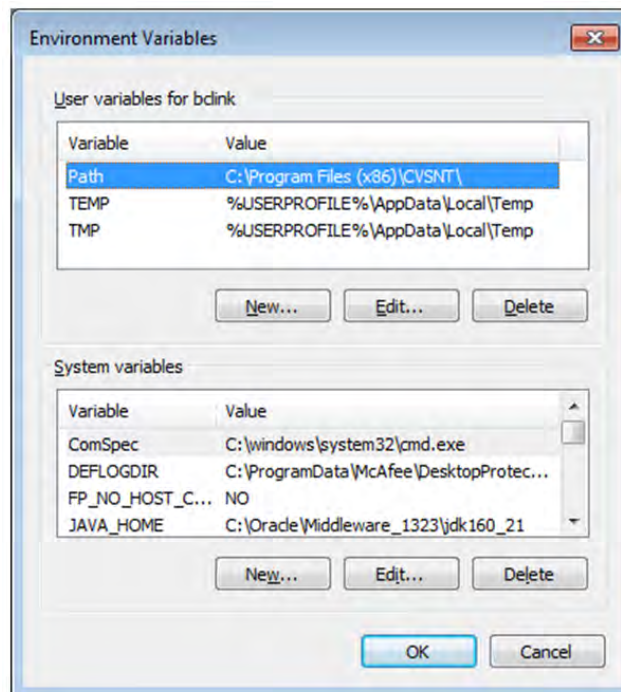 Environment Variables
User variables for bclink
Variable Value
Path C:\Program Files (x86)\CVSNT\
TEMP %USERPROFILE%\AppData\Local\Temp
TMP %USERPROFILE%\AppData\Local\Temp
New... Edit... Delete
System variables
Variable Value
ComSpec C:\windows\system32\cmd.exe
DEFLOGDIR C:\ProgramData\McAfee\DesktopProtec...
FP_NO_HOST_C... NO
JAVA_HOME C:\Oracle\Middleware_1323\jdk160_21
New... Edit... Delete
OK Cancel